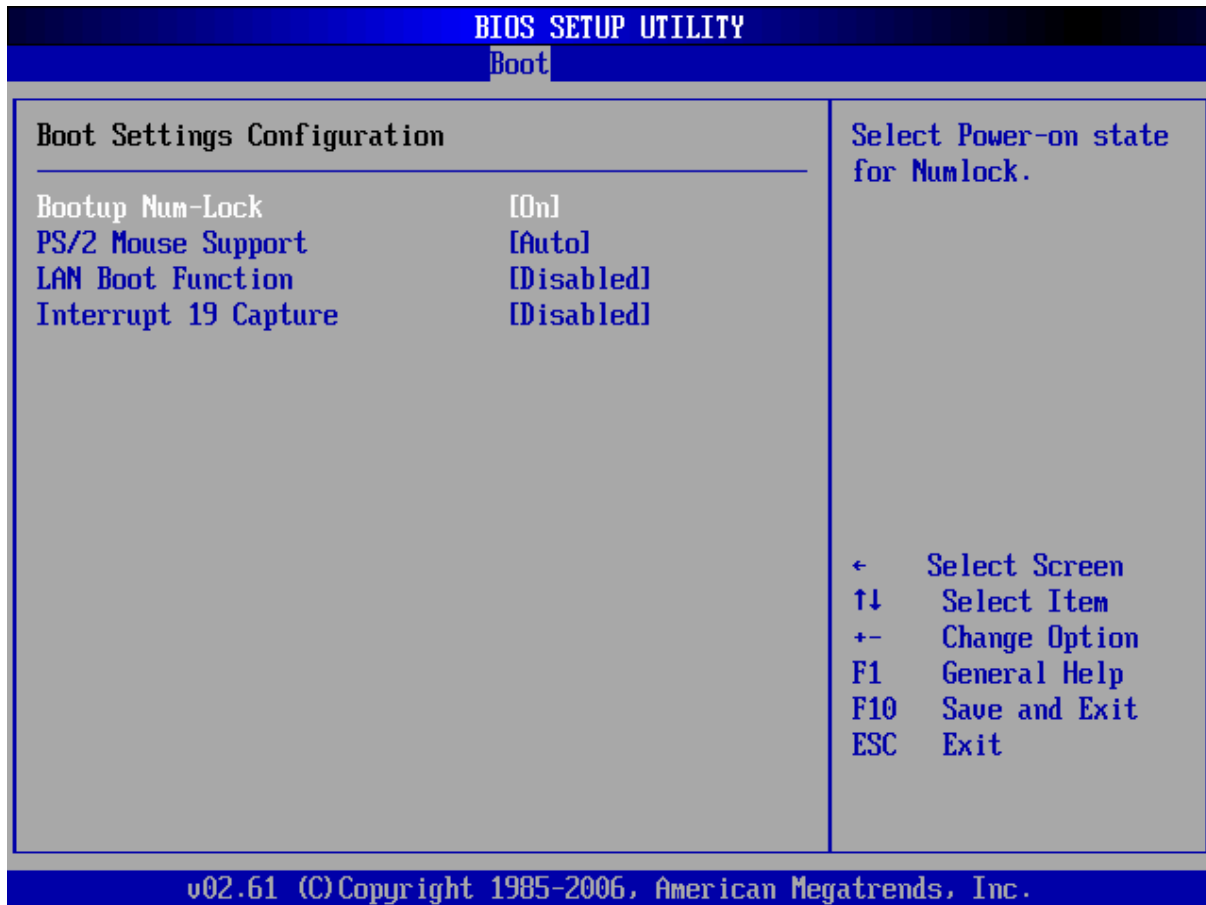 BIOS SETUP UTILITY
Boot
Boot Settings Configuration
Bootup Num-Lock [On]
PS/2 Mouse Support [Auto]
LAN Boot Function [Disabled]
Interrupt 19 Capture [Disabled]
Select Power-on state
for Numlock.
← Select Screen
↑↓ Select Item
+- Change Option
F1 General Help
F10 Save and Exit
ESC Exit
v02.61 (C)Copyright 1985-2006, American Megatrends, Inc.